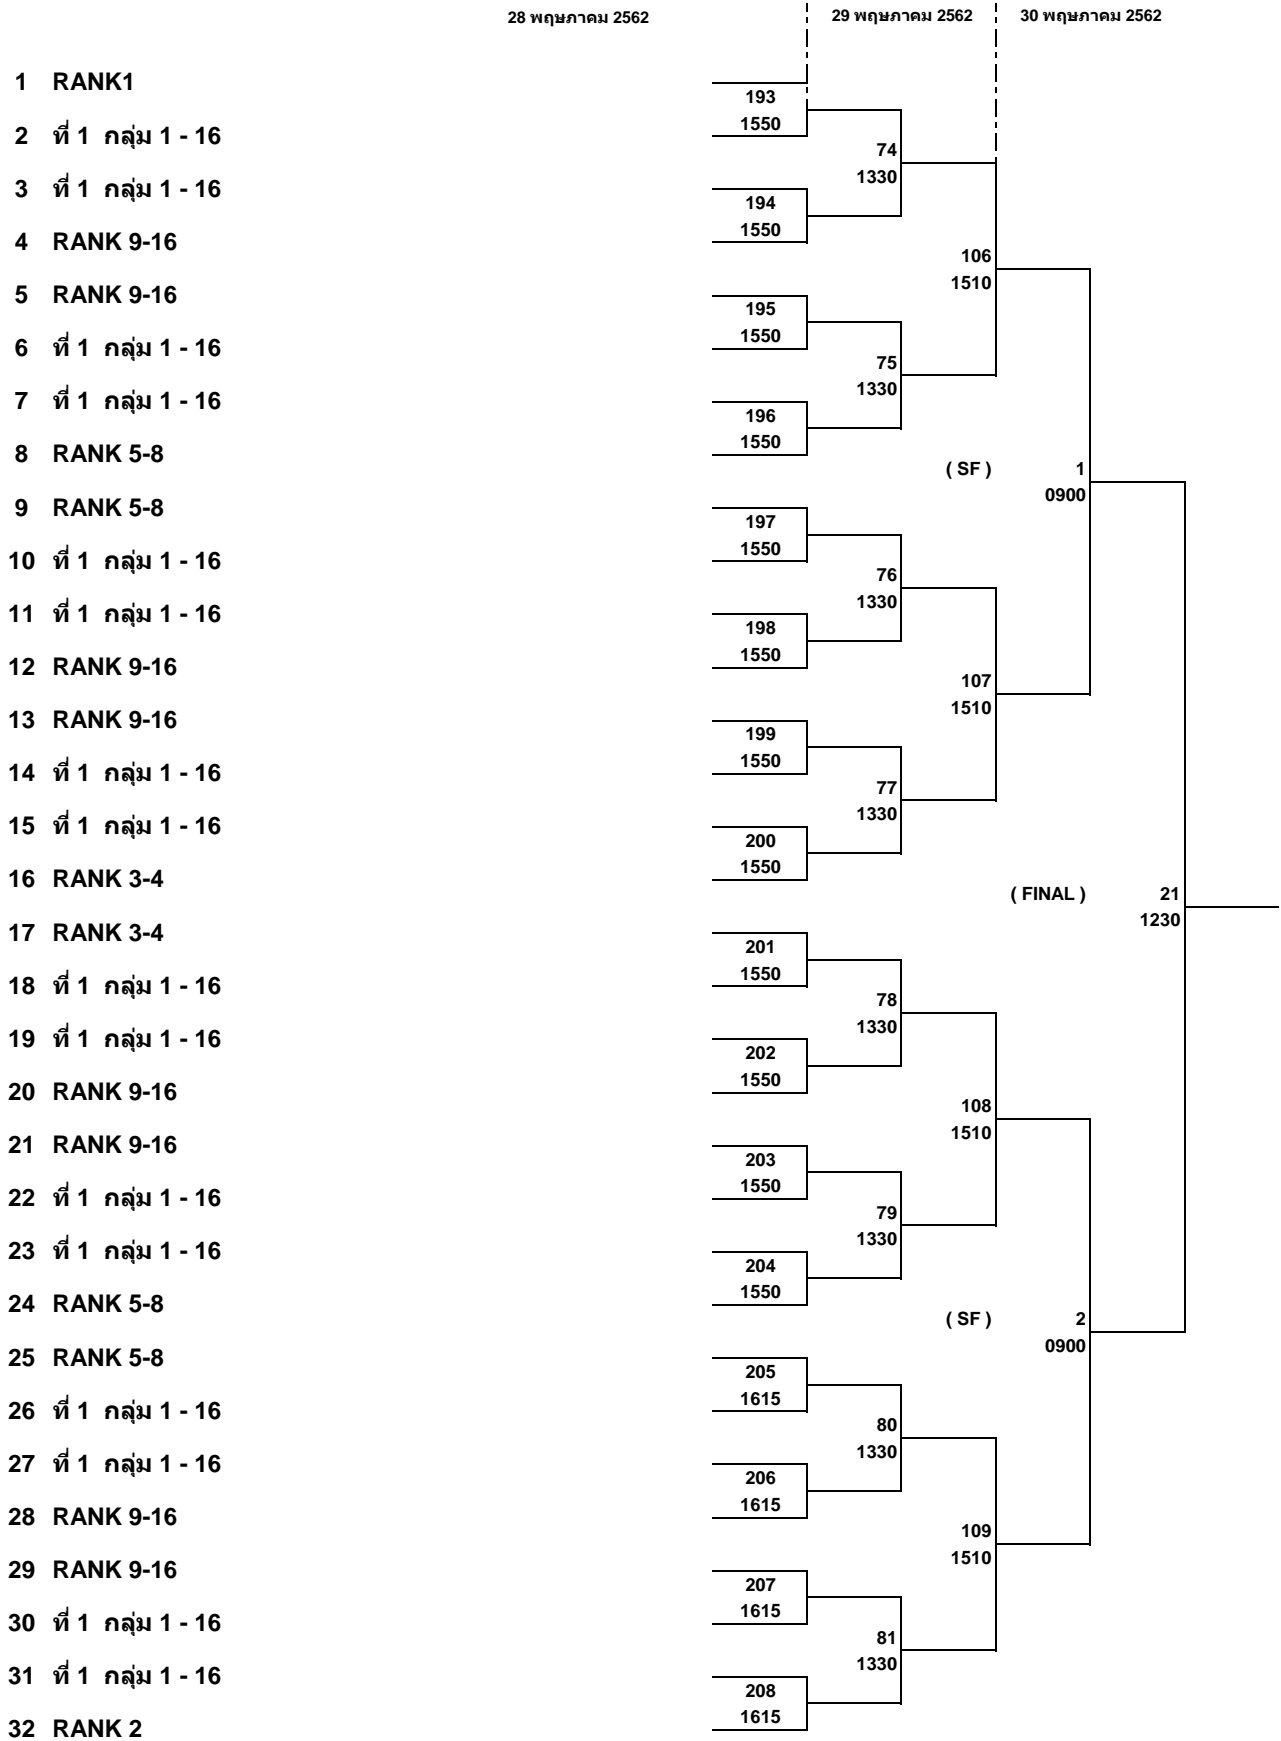 28 พฤษภาคม 2562 29 พฤษภาคม 2562 30 พฤษภาคม 2562
1 RANK1
193
2 ที่ 1 กลุ่ม 1 - 16 1550
74
3 ที่ 1 กลุ่ม 1 - 16 1330
194
4 RANK 9-16 1550
106
5 RANK 9-16 1510
195
6 ที่ 1 กลุ่ม 1 - 16 1550
75
7 ที่ 1 กลุ่ม 1 - 16 1330
196
8 RANK 5-8 1550
( SF ) 1
9 RANK 5-8 0900
197
10 ที่ 1 กลุ่ม 1 - 16 1550
76
11 ที่ 1 กลุ่ม 1 - 16 1330
198
12 RANK 9-16 1550
107
13 RANK 9-16 1510
199
14 ที่ 1 กลุ่ม 1 - 16 1550
77
15 ที่ 1 กลุ่ม 1 - 16 1330
200
16 RANK 3-4 1550
( FINAL ) 21
17 RANK 3-4 1230
201
18 ที่ 1 กลุ่ม 1 - 16 1550
78
19 ที่ 1 กลุ่ม 1 - 16 1330
202
20 RANK 9-16 1550
108
21 RANK 9-16 1510
203
22 ที่ 1 กลุ่ม 1 - 16 1550
79
23 ที่ 1 กลุ่ม 1 - 16 1330
204
24 RANK 5-8 1550
( SF ) 2
25 RANK 5-8 0900
205
26 ที่ 1 กลุ่ม 1 - 16 1615
80
27 ที่ 1 กลุ่ม 1 - 16 1330
206
28 RANK 9-16 1615
109
29 RANK 9-16 1510
207
30 ที่ 1 กลุ่ม 1 - 16 1615
81
31 ที่ 1 กลุ่ม 1 - 16 1330
208
32 RANK 2 1615